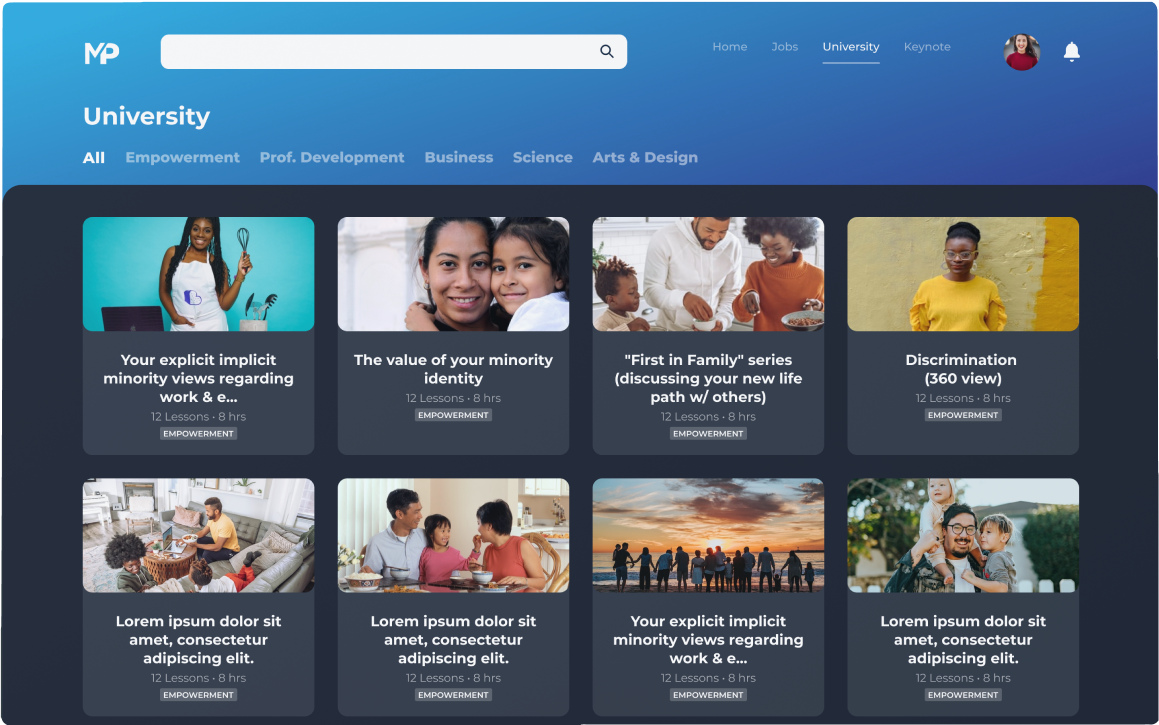 MP
Home Jobs University Keynote
University
All Empowerment Prof. Development Business Science Arts & Design
Your explicit implicit
minority views regarding
work & e...
12 Lessons • 8 hrs
EMPOWERMENT
The value of your minority
identity
12 Lessons • 8 hrs
EMPOWERMENT
"First in Family" series
(discussing your new life
path w/ others)
12 Lessons • 8 hrs
EMPOWERMENT
Discrimination
(360 view)
12 Lessons • 8 hrs
EMPOWERMENT
Lorem ipsum dolor sit
amet, consectetur
adipiscing elit.
12 Lessons • 8 hrs
EMPOWERMENT
Lorem ipsum dolor sit
amet, consectetur
adipiscing elit.
12 Lessons • 8 hrs
EMPOWERMENT
Your explicit implicit
minority views regarding
work & e...
12 Lessons • 8 hrs
EMPOWERMENT
Lorem ipsum dolor sit
amet, consectetur
adipiscing elit.
12 Lessons • 8 hrs
EMPOWERMENT